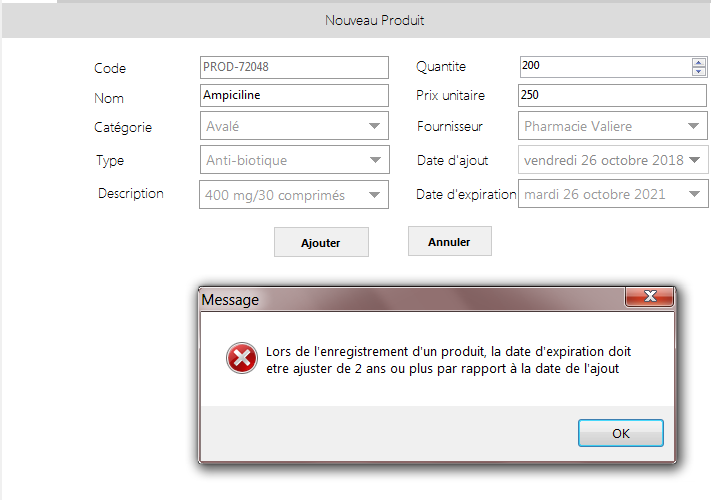 Nouveau Produit
Code PROD-72048 Quantite 200
Nom Ampiciline Prix unitaire 250
Catégorie Avalé Fournisseur Pharmacie Valiere
Type Anti-biotique Date d'ajout vendredi 26 octobre 2018
Description 400 mg/30 comprimés Date d'expiration mardi 26 octobre 2021
Ajouter Annuler
Message
Lors de l'enregistrement d'un produit, la date d'expiration doit
etre ajuster de 2 ans ou plus par rapport à la date de l'ajout
OK